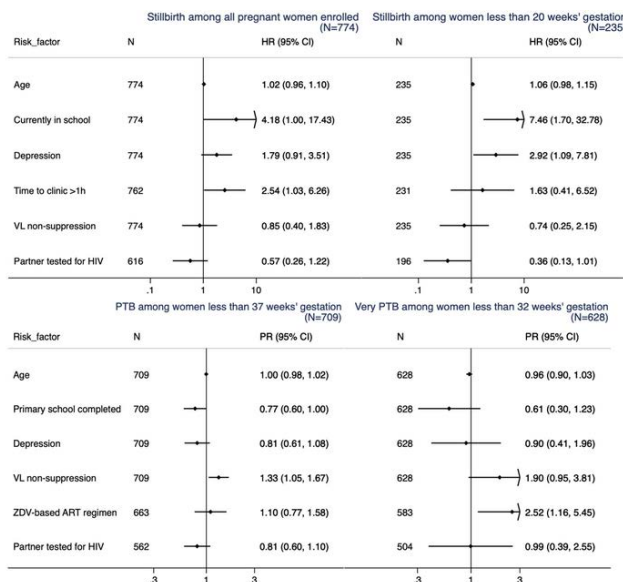 Stillbirth among all pregnant women enrolled
(N=774)
Stillbirth among women less than 20 weeks' gestation
(N=235)
Risk_factor N HR (95% CI) N HR (95% CI)
Age 774 1.02 (0.96, 1.10) 235 1.06 (0.98, 1.15)
Currently in school 774 4.18 (1.00, 17.43) 235 7.46 (1.70, 32.78)
Depression 774 1.79 (0.91, 3.51) 235 2.92 (1.09, 7.81)
Time to clinic >1h 762 2.54 (1.03, 6.26) 231 1.63 (0.41, 6.52)
VL non-suppression 774 0.85 (0.40, 1.83) 235 0.74 (0.25, 2.15)
Partner tested for HIV 616 0.57 (0.26, 1.22) 196 0.36 (0.13, 1.01)
.1 1 10 .1 1 10
PTB among women less than 37 weeks' gestation
(N=709)
Very PTB among women less than 32 weeks' gestation
(N=628)
Risk_factor N PR (95% CI) N PR (95% CI)
Age 709 1.00 (0.98, 1.02) 628 0.96 (0.90, 1.03)
Primary school completed 709 0.77 (0.60, 1.00) 628 0.61 (0.30, 1.23)
Depression 709 0.81 (0.61, 1.08) 628 0.90 (0.41, 1.96)
VL non-suppression 709 1.33 (1.05, 1.67) 628 1.90 (0.95, 3.81)
ZDV-based ART regimen 663 1.10 (0.77, 1.58) 583 2.52 (1.16, 5.45)
Partner tested for HIV 562 0.81 (0.60, 1.10) 504 0.99 (0.39, 2.55)
.3 1 3 .3 1 3